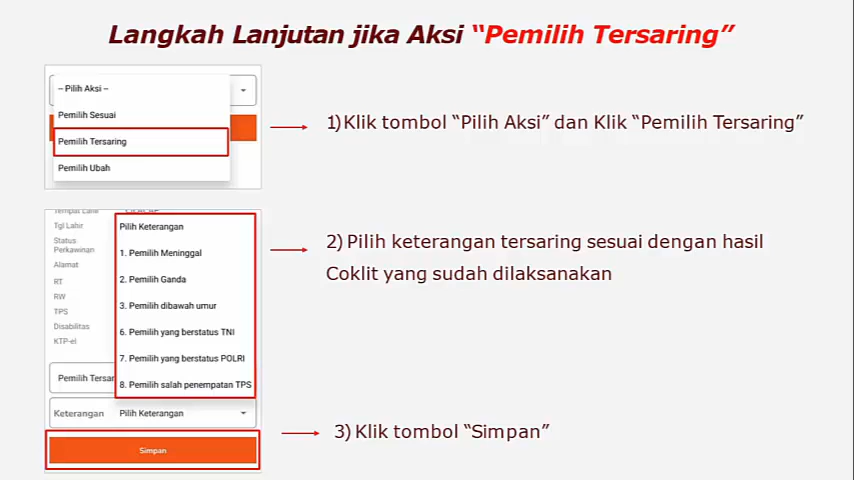 Langkah Lanjutan jika Aksi “Pemilih Tersaring”
-- Pilih Aksi --
Pemilih Sesuai
Pemilih Tersaring
Pemilih Ubah
1)Klik tombol “Pilih Aksi” dan Klik “Pemilih Tersaring”
Tempat Lahir
Tgl Lahir
Status
Perkawinan
Alamat
RT
RW
TPS
Disabilitas
KTP-el
Pilih Keterangan
1. Pemilih Meninggal
2. Pemilih Ganda
3. Pemilih dibawah umur
6. Pemilih yang berstatus TNI
7. Pemilih yang berstatus POLRI
8. Pemilih salah penempatan TPS
2) Pilih keterangan tersaring sesuai dengan hasil
Coklit yang sudah dilaksanakan
Pemilih Tersar
Keterangan Pilih Keterangan
Simpan
3) Klik tombol “Simpan”